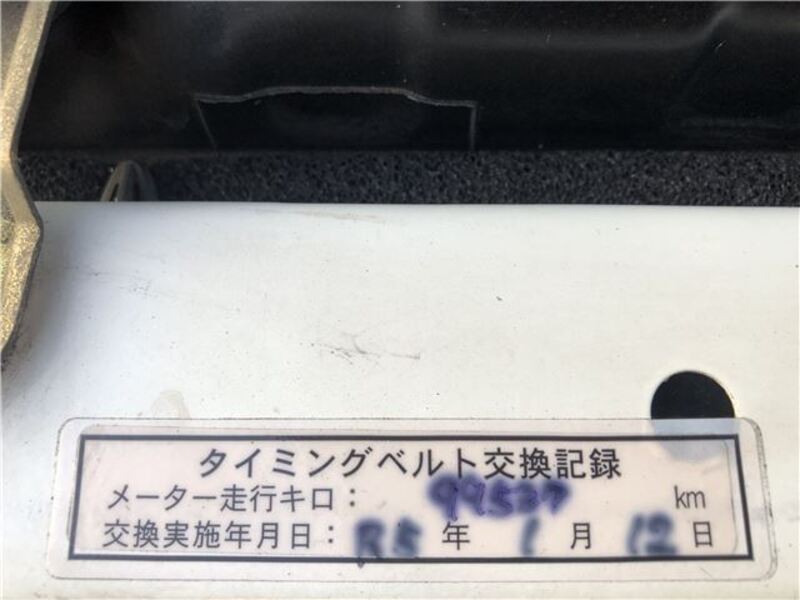 タイミングベルト交換記録
メーター走行キロ： 99527 km
交換実施年月日： R5 年 1 月 12 日